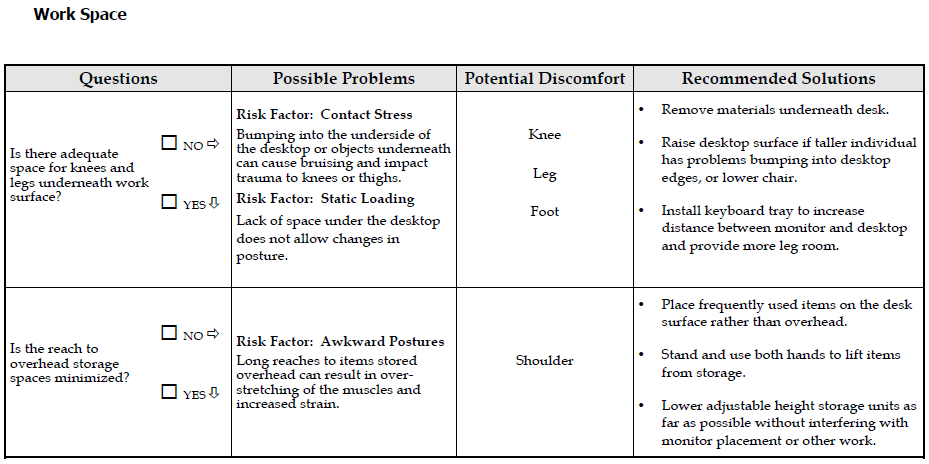 Work Space
Questions
Possible Problems
Potential Discomfort
Recommended Solutions
Is there adequate
space for knees and
legs underneath work
surface?
NO
YES
Risk Factor: Contact Stress
Bumping into the underside of
the desktop or objects underneath
can cause bruising and impact
trauma to knees or thighs.
Risk Factor: Static Loading
Lack of space under the desktop
does not allow changes in
posture.
Knee
Leg
Foot
• Remove materials underneath desk.
• Raise desktop surface if taller individual
has problems bumping into desktop
edges, or lower chair.
• Install keyboard tray to increase
distance between monitor and desktop
and provide more leg room.
Is the reach to
overhead storage
spaces minimized?
NO
YES
Risk Factor: Awkward Postures
Long reaches to items stored
overhead can result in over-
stretching of the muscles and
increased strain.
Shoulder
• Place frequently used items on the desk
surface rather than overhead.
• Stand and use both hands to lift items
from storage.
• Lower adjustable height storage units as
far as possible without interfering with
monitor placement or other work.